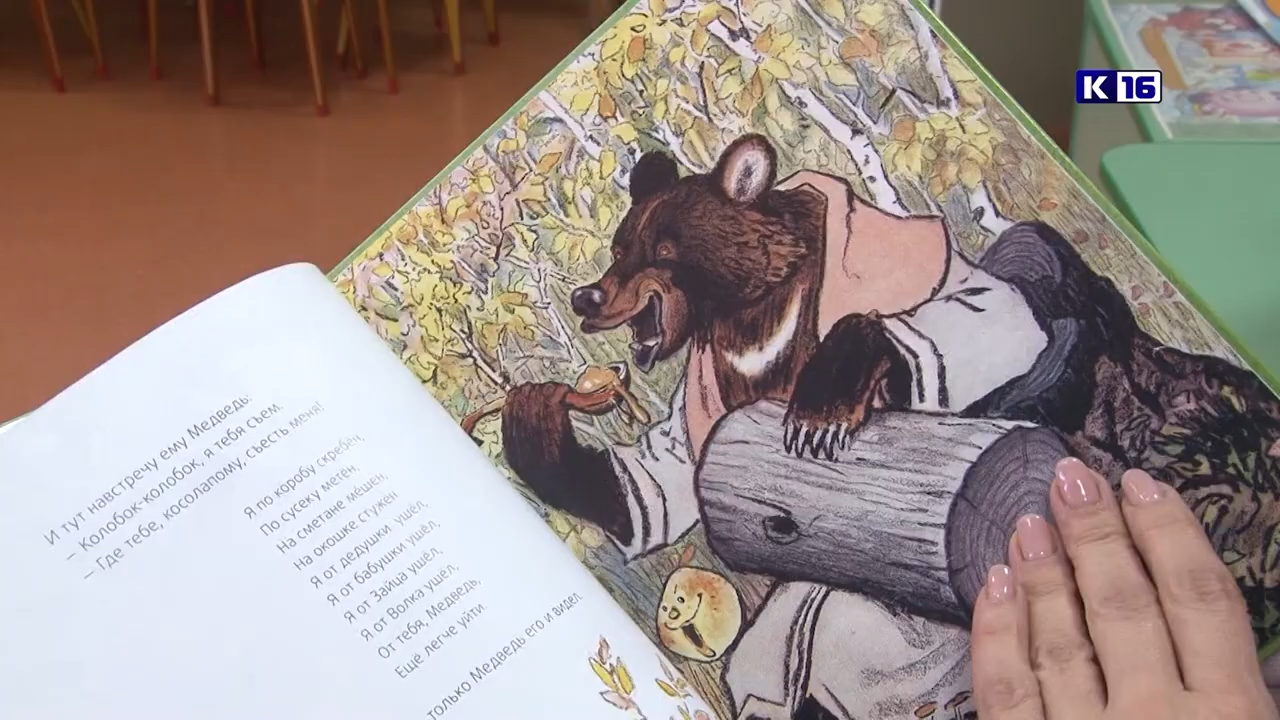 К 16
И тут навстречу ему Медведь:
– Колобок-колобок, я тебя съем.
– Где тебе, косолапому, съесть меня!
Я по коробу скребён,
По сусеку метён,
На сметане мешен,
На окошке стужен
Я от дедушки ушёл,
Я от бабушки ушёл,
Я от Зайца ушёл,
Я от Волка ушёл,
От тебя, Медведь,
Ещё легче уйти.
только Медведь его и видел.